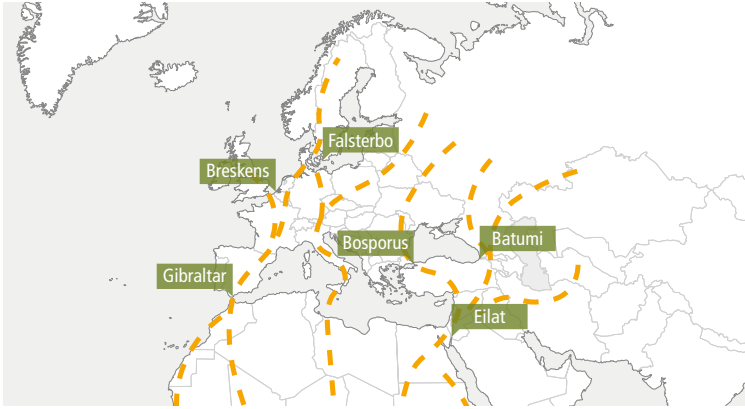 Falsterbo
Breskens
Bosporus
Batumi
Gibraltar
Eilat